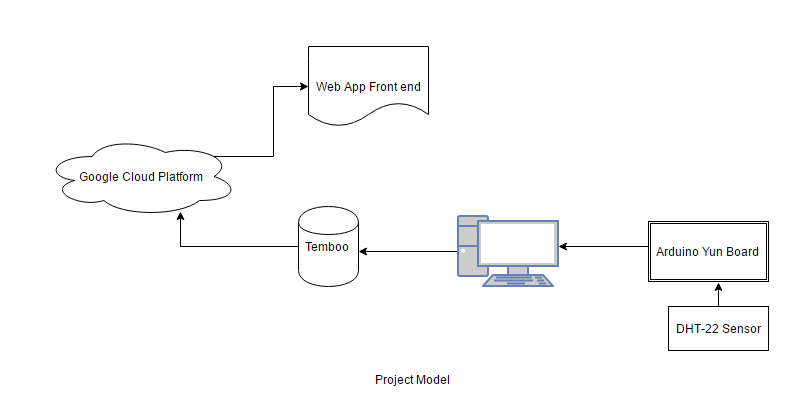 Web App Front end
Google Cloud Platform
Temboo
Arduino Yun Board
DHT-22 Sensor
Project Model